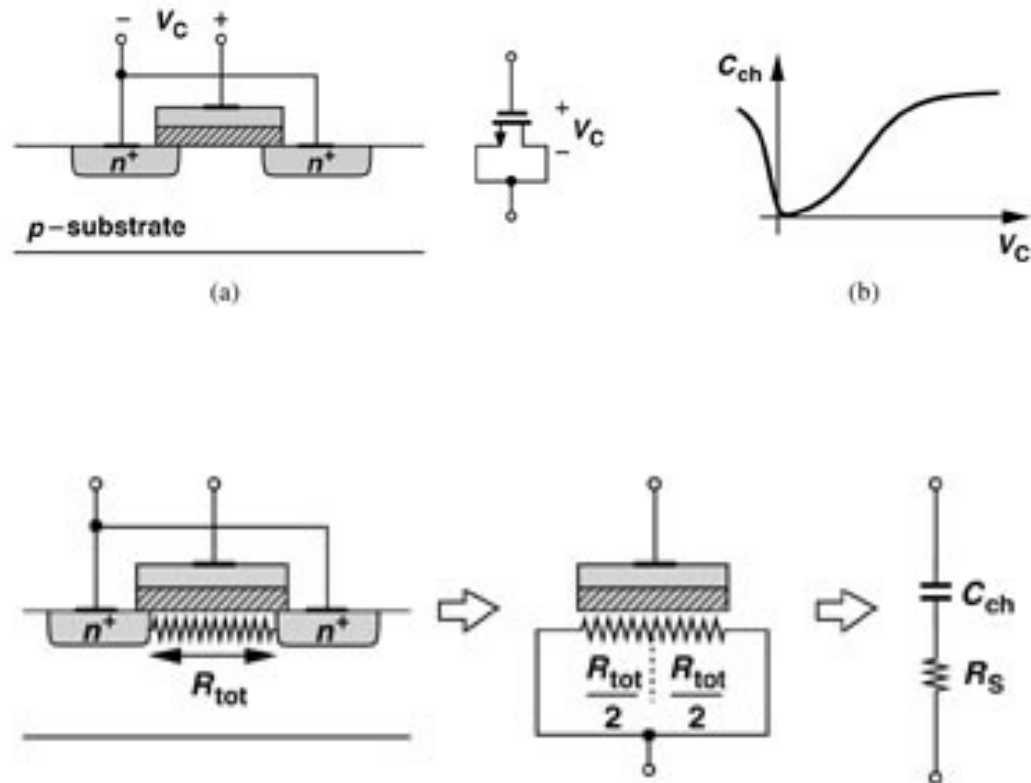 − V_C +
n+
n+
p−substrate
(a)
+
V_C
−
C_ch
V_C
(b)
n+
n+
R_tot
R_tot
2
R_tot
2
C_ch
R_S